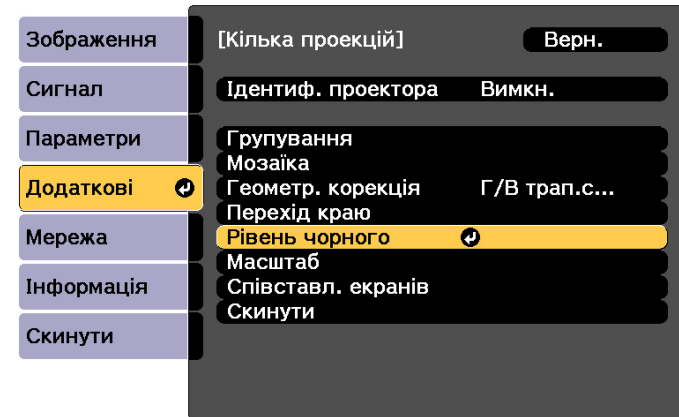 Зображення
Сигнал
Параметри
Додаткові
Мережа
Інформація
Скинути
[Кілька проекцій] Верн.
Ідентиф. проектора Вимкн.
Групування
Мозаїка
Геометр. корекція Г/В трап.с...
Перехід краю
Рівень чорного
Масштаб
Співставл. екранів
Скинути